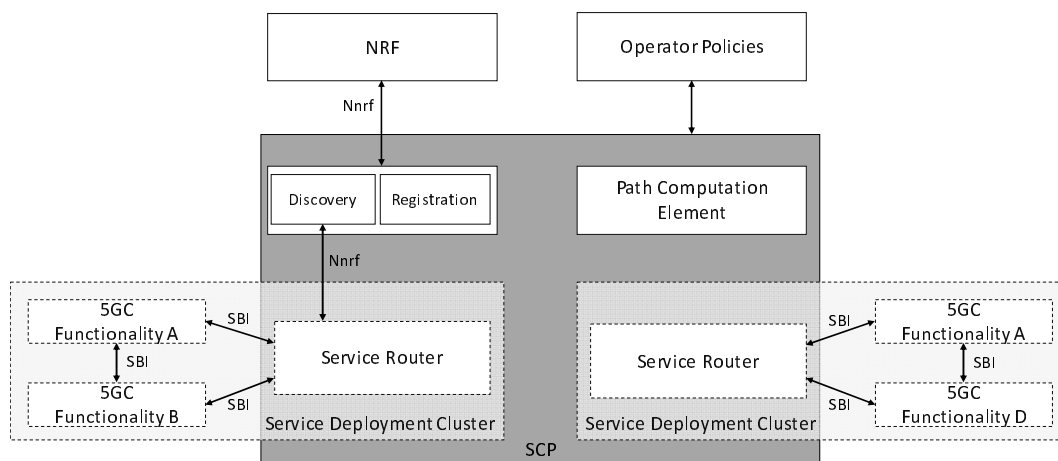 NRF
Operator Policies
Nnrf
Discovery
Registration
Path Computation
Element
Nnrf
5GC
Functionality A
SBI
SBI
5GC
Functionality B
SBI
Service Router
Service Deployment Cluster
Service Router
Service Deployment Cluster
SBI
5GC
Functionality A
SBI
SBI
5GC
Functionality D
SCP